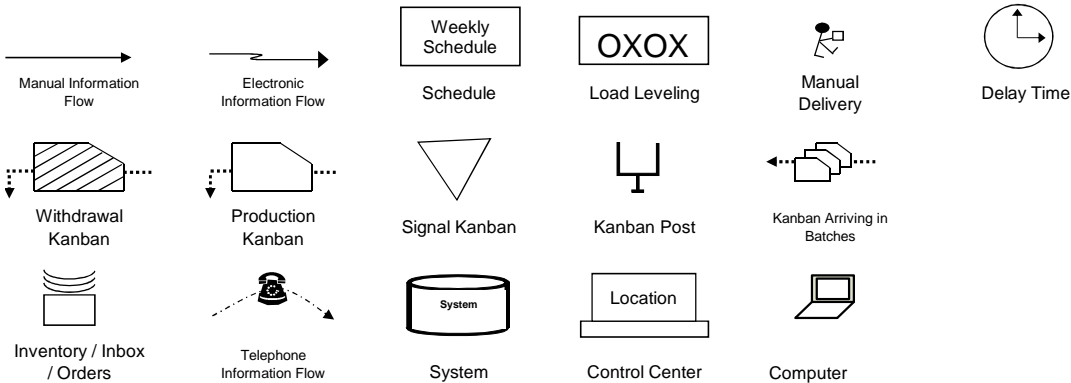 Weekly
Schedule
OXOX
Manual Information
Flow
Electronic
Information Flow
Schedule
Load Leveling
Manual
Delivery
Delay Time
Withdrawal
Kanban
Production
Kanban
Signal Kanban
Kanban Post
Kanban Arriving in
Batches
System
Location
Inventory / Inbox
/ Orders
Telephone
Information Flow
System
Control Center
Computer